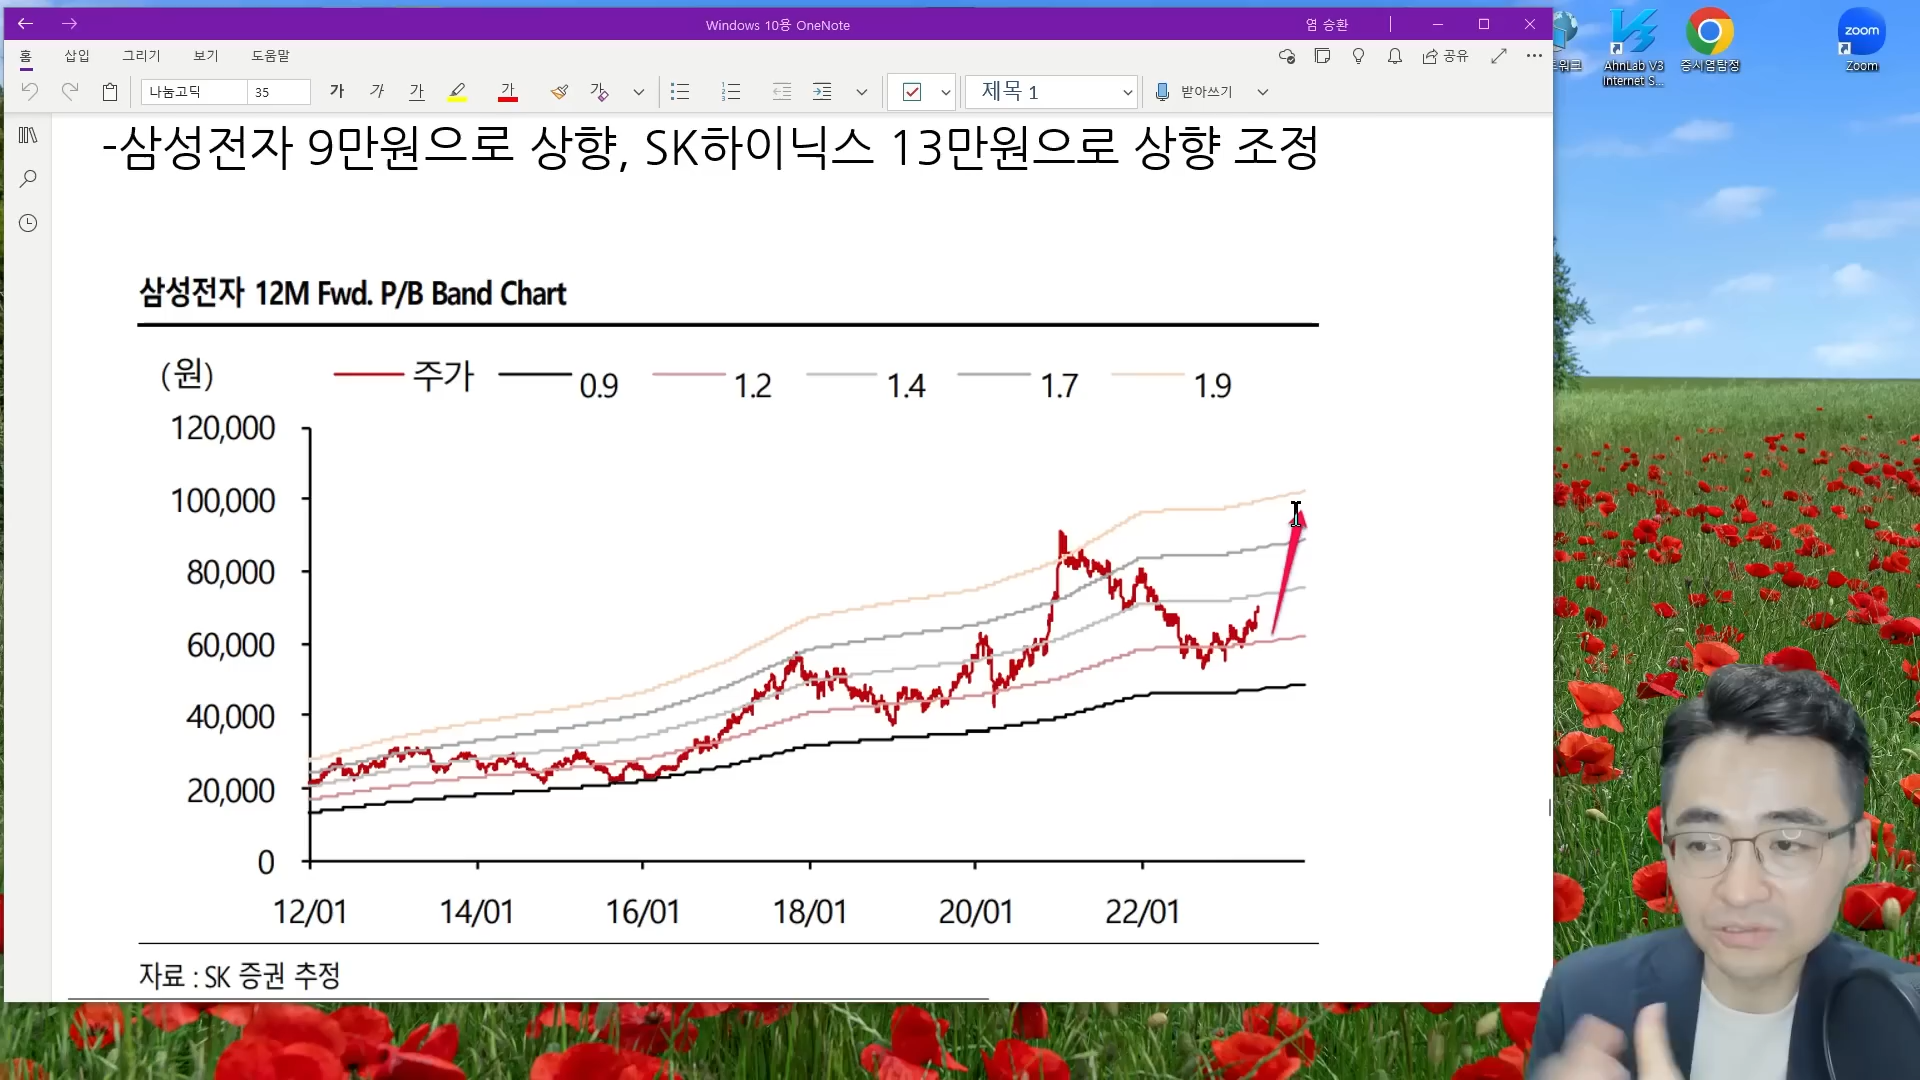 Windows 10용 OneNote
염 승환
홈 삽입 그리기 보기 도움말
공유
나눔고딕 35
가 가 가 가 가
제목 1
받아쓰기
-삼성전자 9만원으로 상향, SK하이닉스 13만원으로 상향 조정
삼성전자 12M Fwd. P/B Band Chart
(원) 주가 0.9 1.2 1.4 1.7 1.9
120,000
100,000
80,000
60,000
40,000
20,000
0
12/01 14/01 16/01 18/01 20/01 22/01
자료 : SK 증권 추정
AhnLab V3
Internet S...
증시염탐정
zoom
Zoom